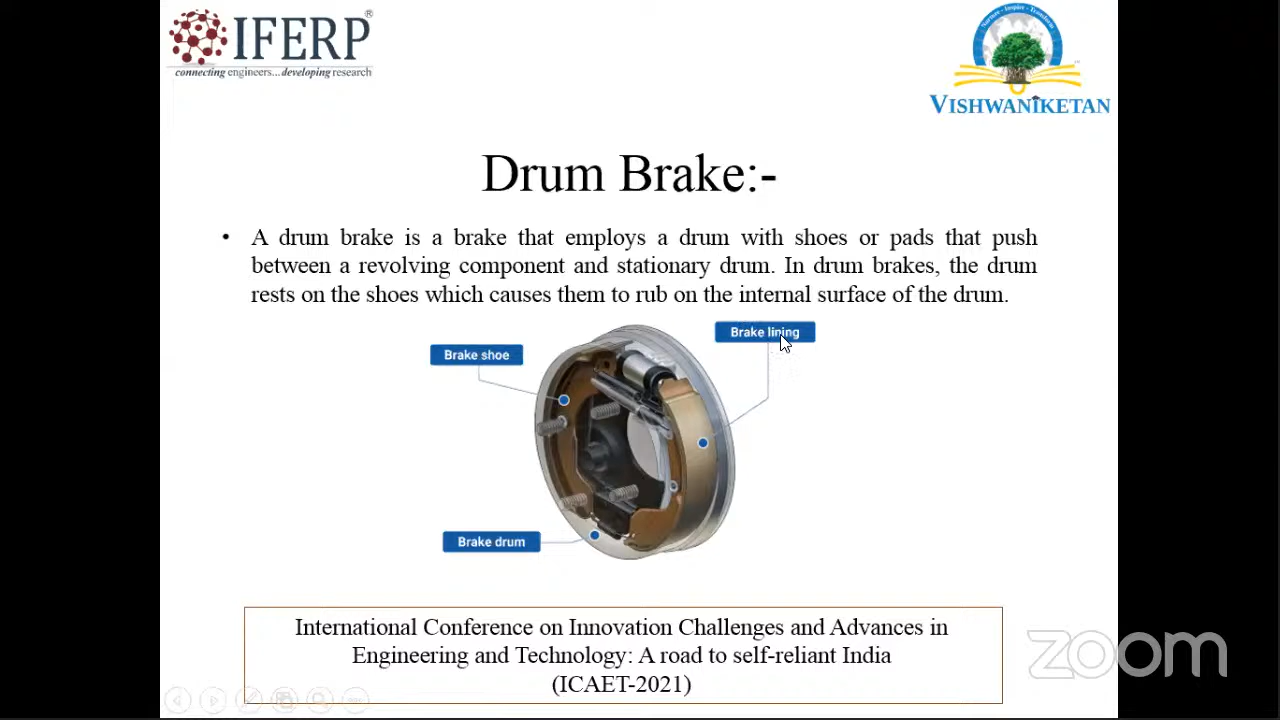 IFERP®
connecting engineers...developing research
Nurture - Inspire - Transform
VISHWANIKETAN
Drum Brake:-
• A drum brake is a brake that employs a drum with shoes or pads that push
between a revolving component and stationary drum. In drum brakes, the drum
rests on the shoes which causes them to rub on the internal surface of the drum.
Brake lining
Brake shoe
Brake drum
International Conference on Innovation Challenges and Advances in
Engineering and Technology: A road to self-reliant India
(ICAET-2021)
zoom